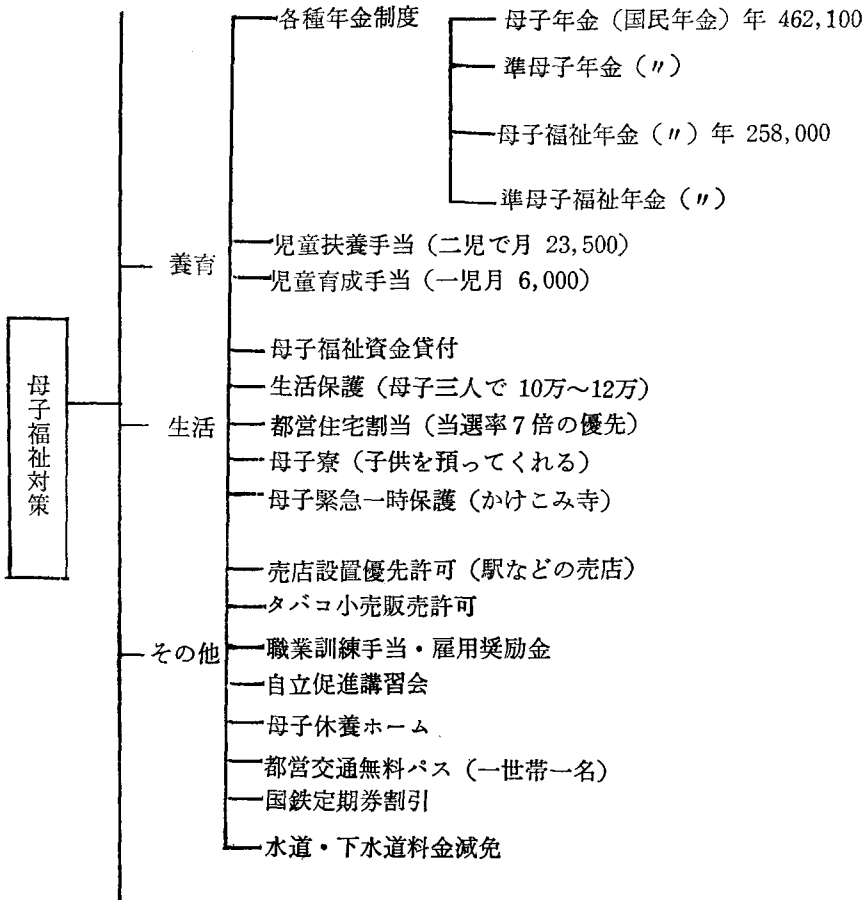 母子福祉対策
養育
各種年金制度
母子年金（国民年金）年 462,100
準母子年金（〃）
母子福祉年金（〃）年 258,000
準母子福祉年金（〃）
児童扶養手当（二児で月 23,500）
児童育成手当（一児月 6,000）
生活
母子福祉資金貸付
生活保護（母子三人で 10万〜12万）
都営住宅割当（当選率7倍の優先）
母子寮（子供を預ってくれる）
母子緊急一時保護（かけこみ寺）
その他
売店設置優先許可（駅などの売店）
タバコ小売販売許可
職業訓練手当・雇用奨励金
自立促進講習会
母子休養ホーム
都営交通無料パス（一世帯一名）
国鉄定期券割引
水道・下水道料金減免